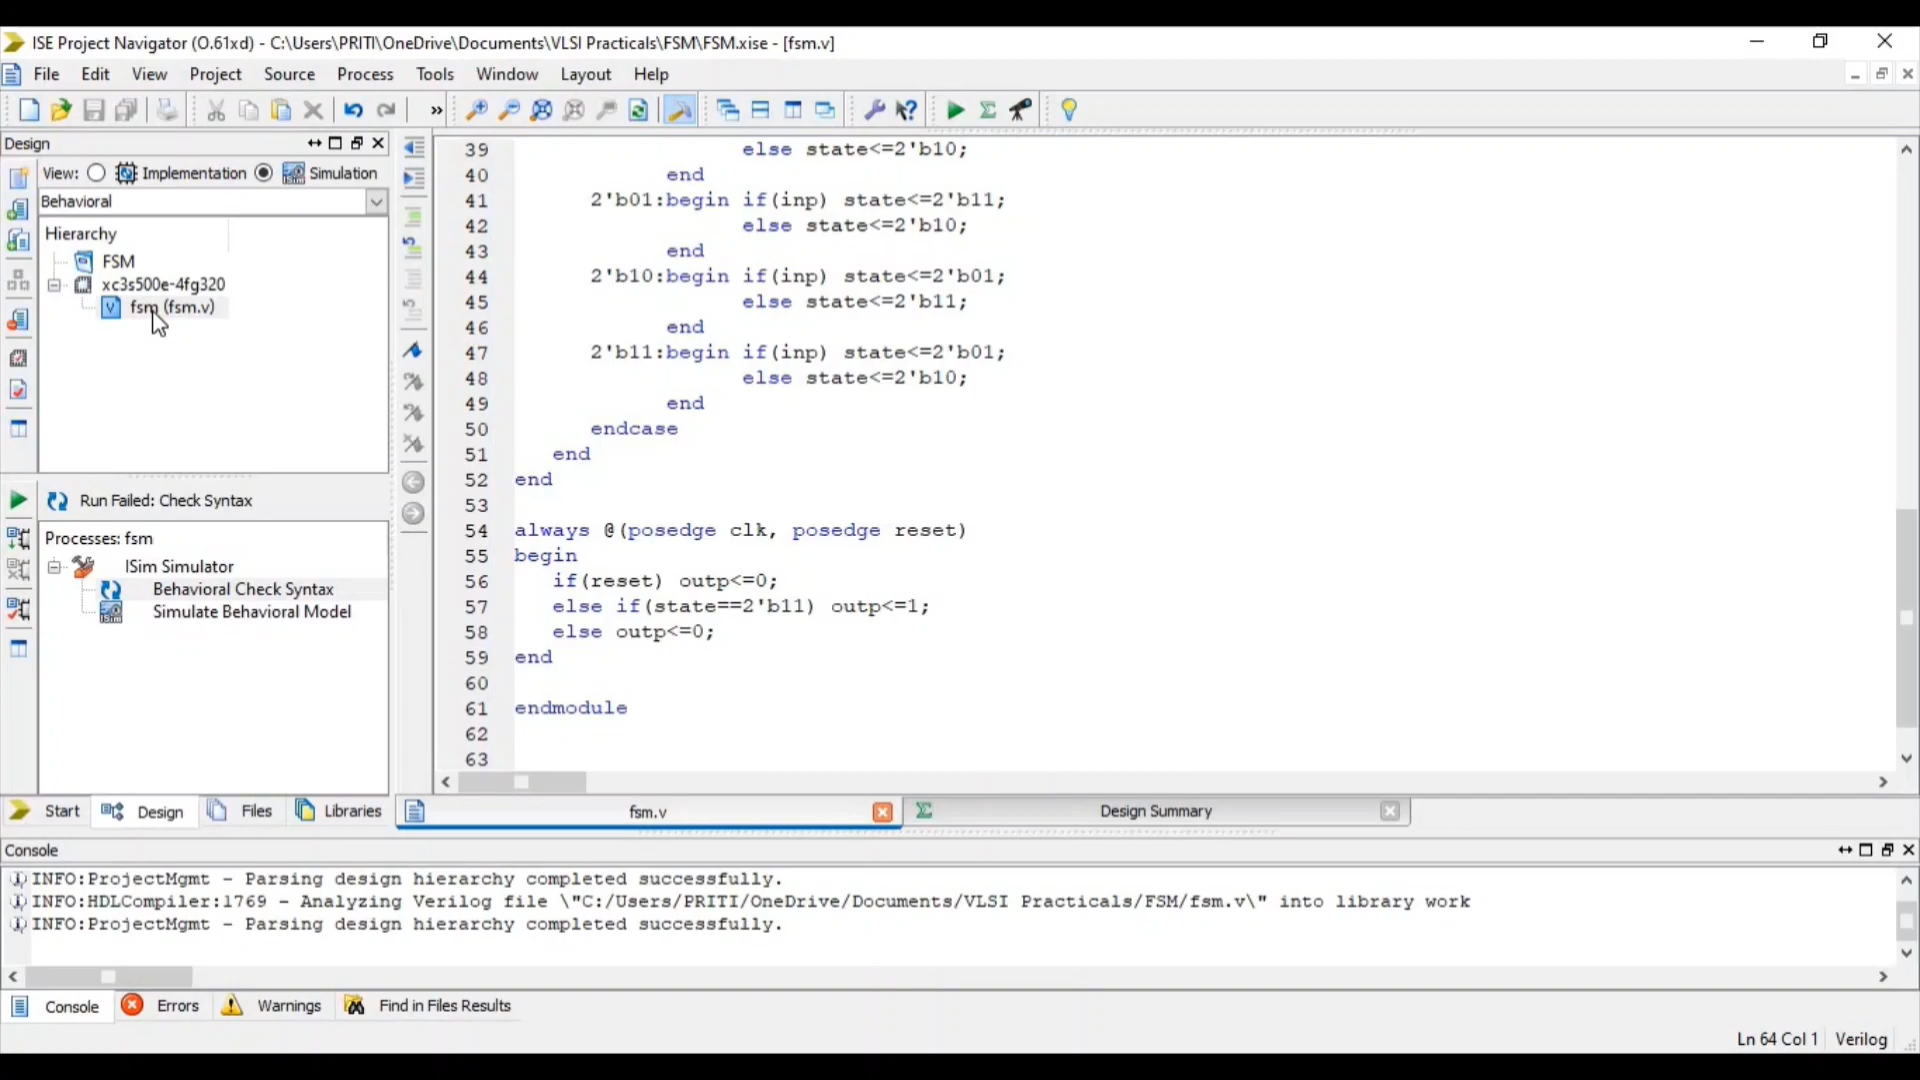 ISE Project Navigator (O.61xd) - C:\Users\PRITI\OneDrive\Documents\VLSI Practicals\FSM\FSM.xise - [fsm.v]
File Edit View Project Source Process Tools Window Layout Help
»
Design
View: Implementation Simulation
Behavioral
Hierarchy
FSM
xc3s500e-4fg320
fsm (fsm.v)
Run Failed: Check Syntax
Processes: fsm
ISim Simulator
Behavioral Check Syntax
Simulate Behavioral Model
Start Design Files Libraries
39 else state<=2'b10;
40 end
41 2'b01:begin if(inp) state<=2'b11;
42 else state<=2'b10;
43 end
44 2'b10:begin if(inp) state<=2'b01;
45 else state<=2'b11;
46 end
47 2'b11:begin if(inp) state<=2'b01;
48 else state<=2'b10;
49 end
50 endcase
51 end
52 end
53
54 always @(posedge clk, posedge reset)
55 begin
56 if(reset) outp<=0;
57 else if(state==2'b11) outp<=1;
58 else outp<=0;
59 end
60
61 endmodule
62
63
fsm.v Design Summary
Console
INFO:ProjectMgmt - Parsing design hierarchy completed successfully.
INFO:HDLCompiler:1769 - Analyzing Verilog file \"C:/Users/PRITI/OneDrive/Documents/VLSI Practicals/FSM/fsm.v\" into library work
INFO:ProjectMgmt - Parsing design hierarchy completed successfully.
Console Errors Warnings Find in Files Results
Ln 64 Col 1 Verilog